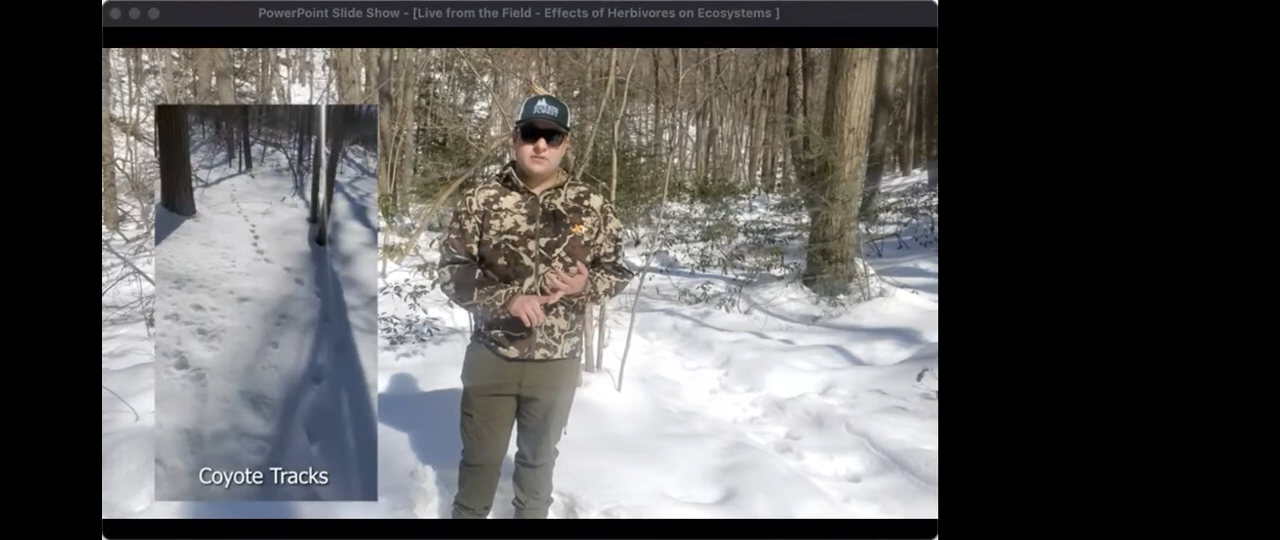 PowerPoint Slide Show - [Live from the Field - Effects of Herbivores on Ecosystems ]
Coyote Tracks